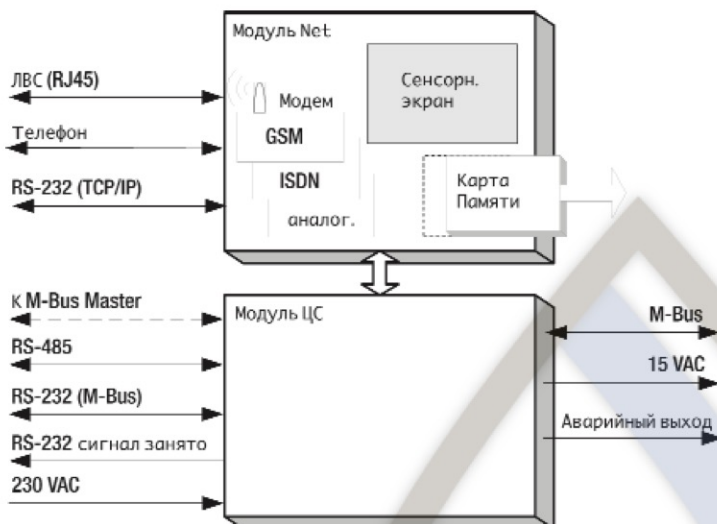 Модуль Net
ЛВС (RJ45)
Телефон
RS-232 (TCP/IP)
Модем
GSM
ISDN
аналог.
Сенсорн.
экран
Карта
Памяти
К M-Bus Master
RS-485
RS-232 (M-Bus)
RS-232 сигнал занято
230 VAC
Модуль ЦС
M-Bus
15 VAC
Аварийный выход